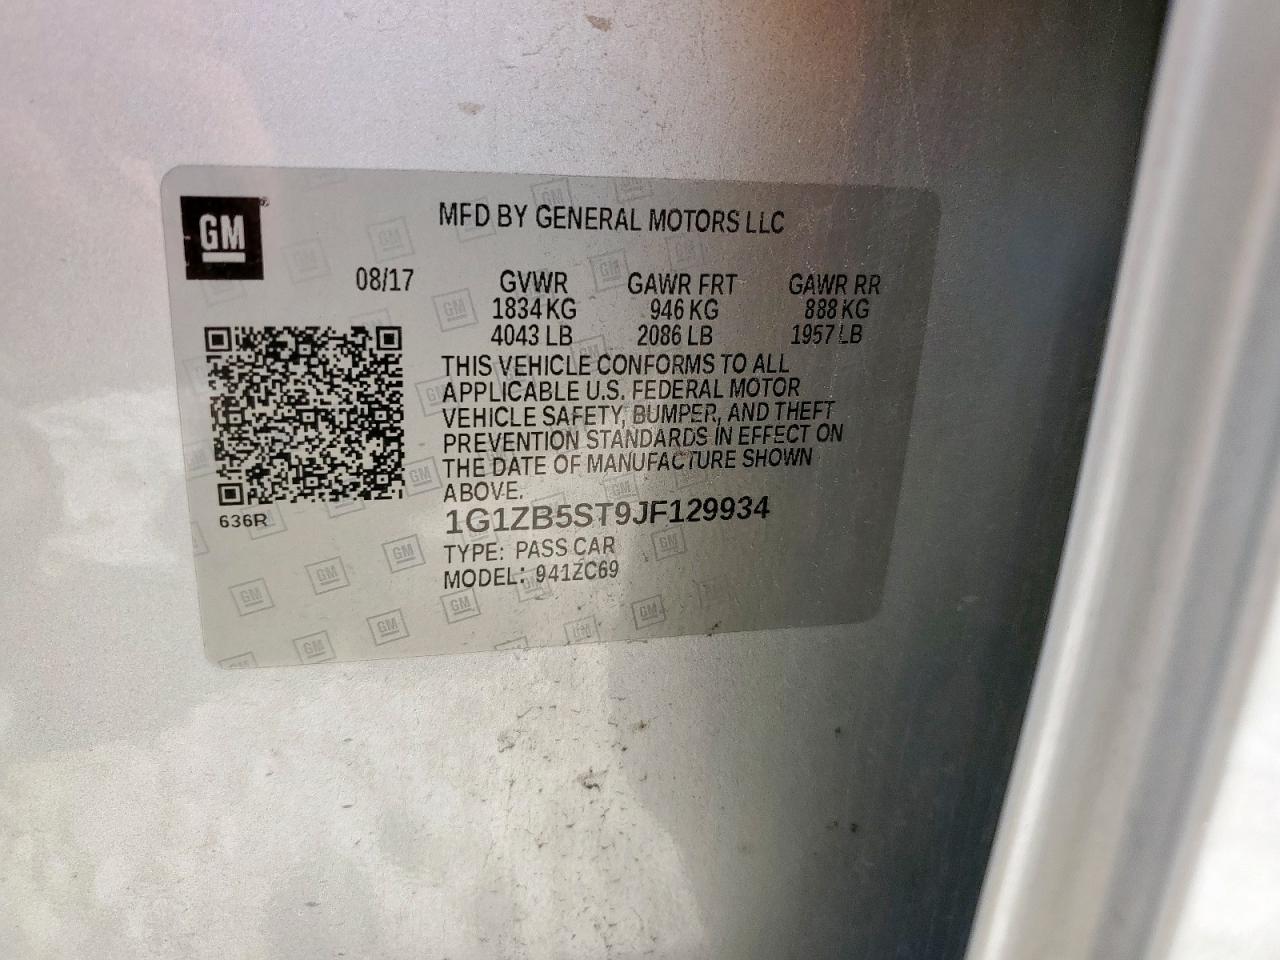 GM
MFD BY GENERAL MOTORS LLC
08/17
GVWR GAWR FRT GAWR RR
1834 KG 946 KG 888 KG
4043 LB 2086 LB 1957 LB
THIS VEHICLE CONFORMS TO ALL
APPLICABLE U.S. FEDERAL MOTOR
VEHICLE SAFETY, BUMPER, AND THEFT
PREVENTION STANDARDS IN EFFECT ON
THE DATE OF MANUFACTURE SHOWN
ABOVE.
636R
1G1ZB5ST9JF129934
TYPE: PASS CAR
MODEL: 941ZC69